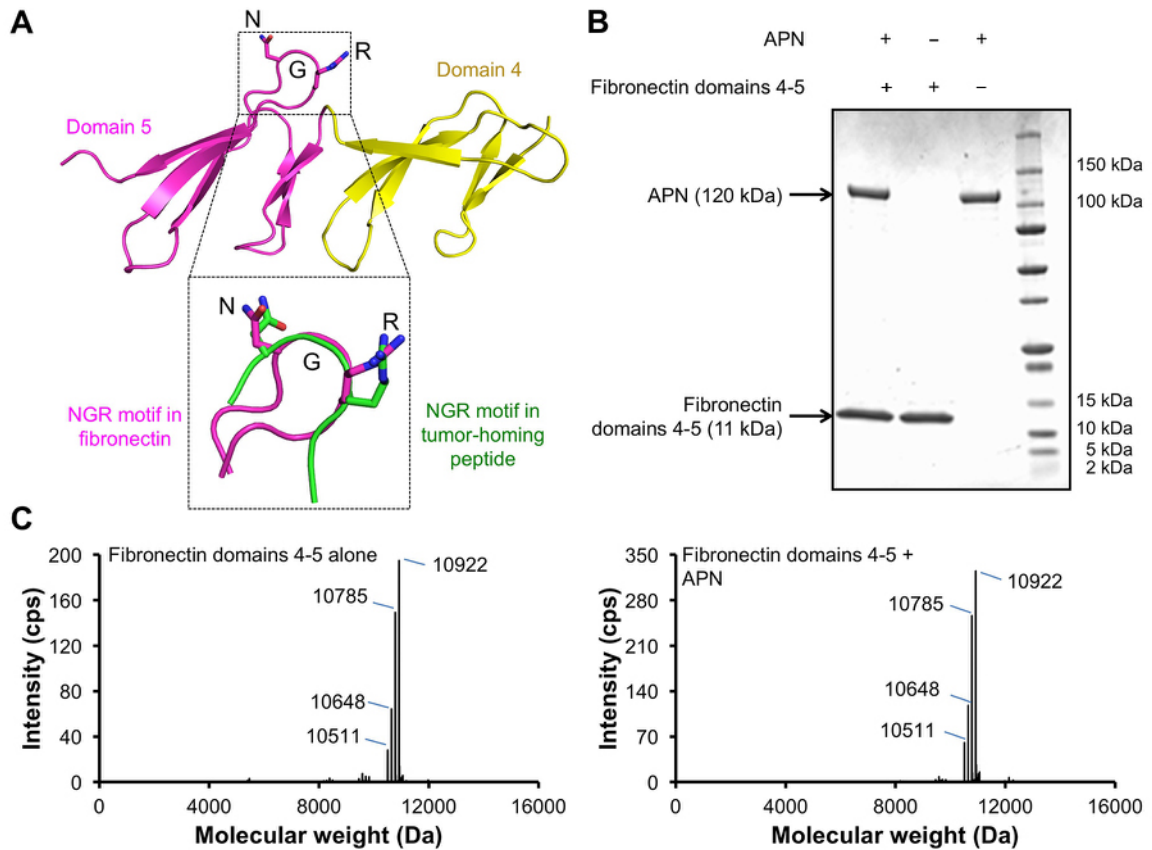 A
N
R
G
Domain 4
Domain 5
N
R
G
NGR motif in
fibronectin
NGR motif in
tumor-homing
peptide
B
APN + – +
Fibronectin domains 4-5 + + –
150 kDa
APN (120 kDa)
100 kDa
15 kDa
Fibronectin
domains 4-5 (11 kDa)
10 kDa
5 kDa
2 kDa
C
Fibronectin domains 4-5 alone
200
160
120
80
40
0
Intensity (cps)
10922
10785
10648
10511
0 4000 8000 12000 16000
Molecular weight (Da)
Fibronectin domains 4-5 +
APN
350
280
210
140
70
0
Intensity (cps)
10922
10785
10648
10511
0 4000 8000 12000 16000
Molecular weight (Da)